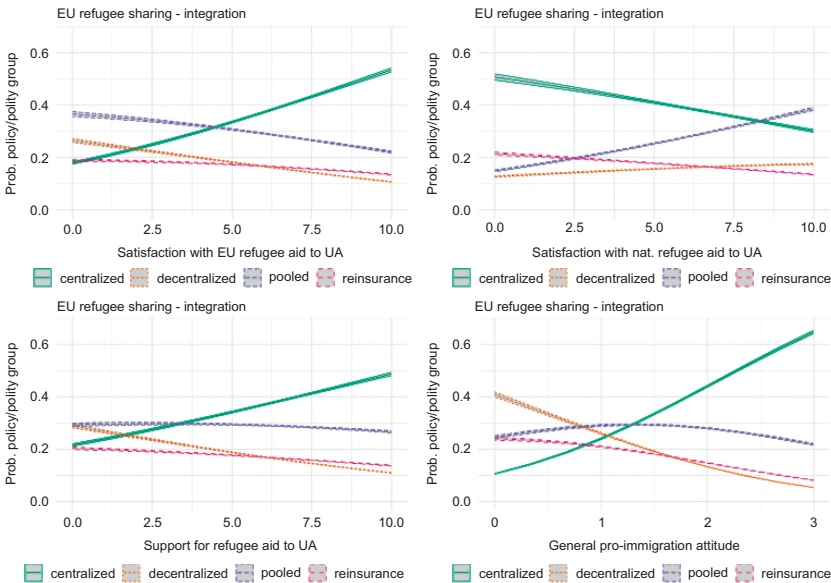 EU refugee sharing - integration
Prob. policy/polity group
0.6
0.4
0.2
0.0
0.0 2.5 5.0 7.5 10.0
Satisfaction with EU refugee aid to UA
centralized decentralized pooled reinsurance
EU refugee sharing - integration
Prob. policy/polity group
0.6
0.4
0.2
0.0
0.0 2.5 5.0 7.5 10.0
Satisfaction with nat. refugee aid to UA
centralized decentralized pooled reinsurance
EU refugee sharing - integration
Prob. policy/polity group
0.6
0.4
0.2
0.0
0.0 2.5 5.0 7.5 10.0
Support for refugee aid to UA
centralized decentralized pooled reinsurance
EU refugee sharing - integration
Prob. policy/polity group
0.6
0.4
0.2
0.0
0 1 2 3
General pro-immigration attitude
centralized decentralized pooled reinsurance